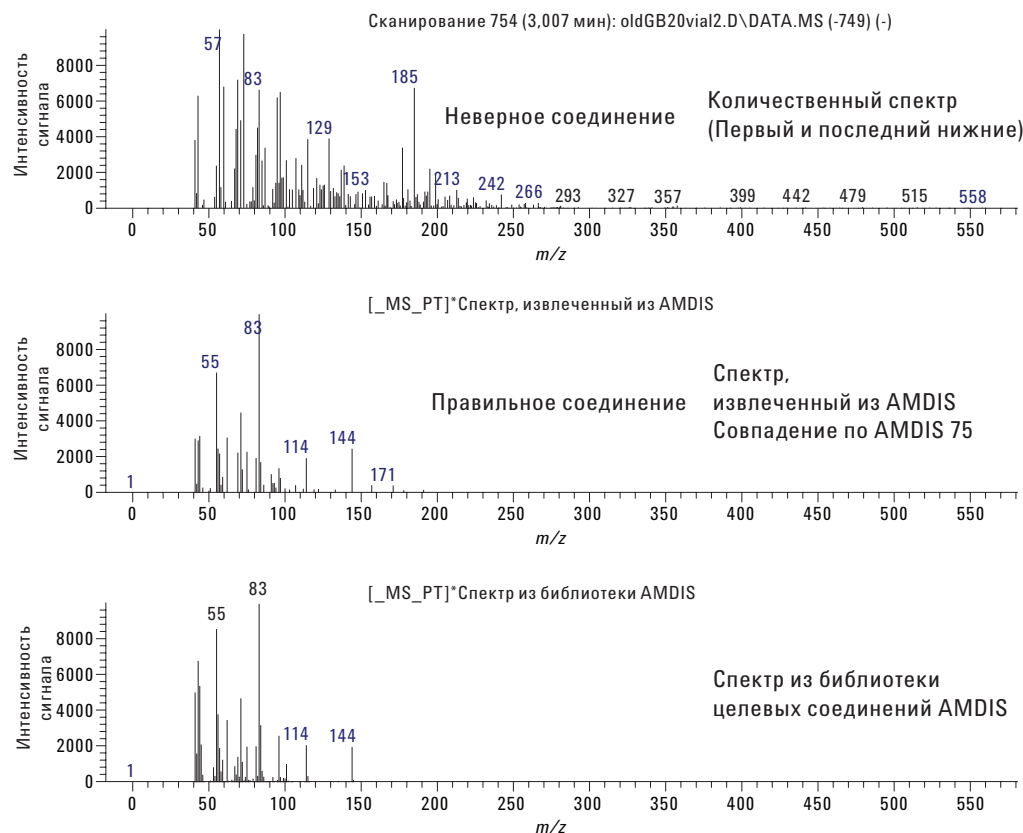 Сканирование 754 (3,007 мин): oldGB20vial2.D\DATA.MS (-749) (-)
Интенсивность
сигнала
8000
6000
4000
2000
0
57
83
129
153
185
213
242
266
293
327
357
399
442
479
515
558
Неверное соединение
Количественный спектр
(Первый и последний нижние)
0 50 100 150 200 250 300 350 400 450 500 550
m/z
[_MS_PT]*Спектр, извлеченный из AMDIS
Интенсивность
сигнала
8000
6000
4000
2000
0
1
55
83
114
144
171
Правильное соединение
Спектр,
извлеченный из AMDIS
Совпадение по AMDIS 75
0 50 100 150 200 250 300 350 400 450 500 550
m/z
[_MS_PT]*Спектр из библиотеки AMDIS
Интенсивность
сигнала
8000
6000
4000
2000
0
1
55
83
114
144
Спектр из библиотеки
целевых соединений AMDIS
0 50 100 150 200 250 300 350 400 450 500 550
m/z